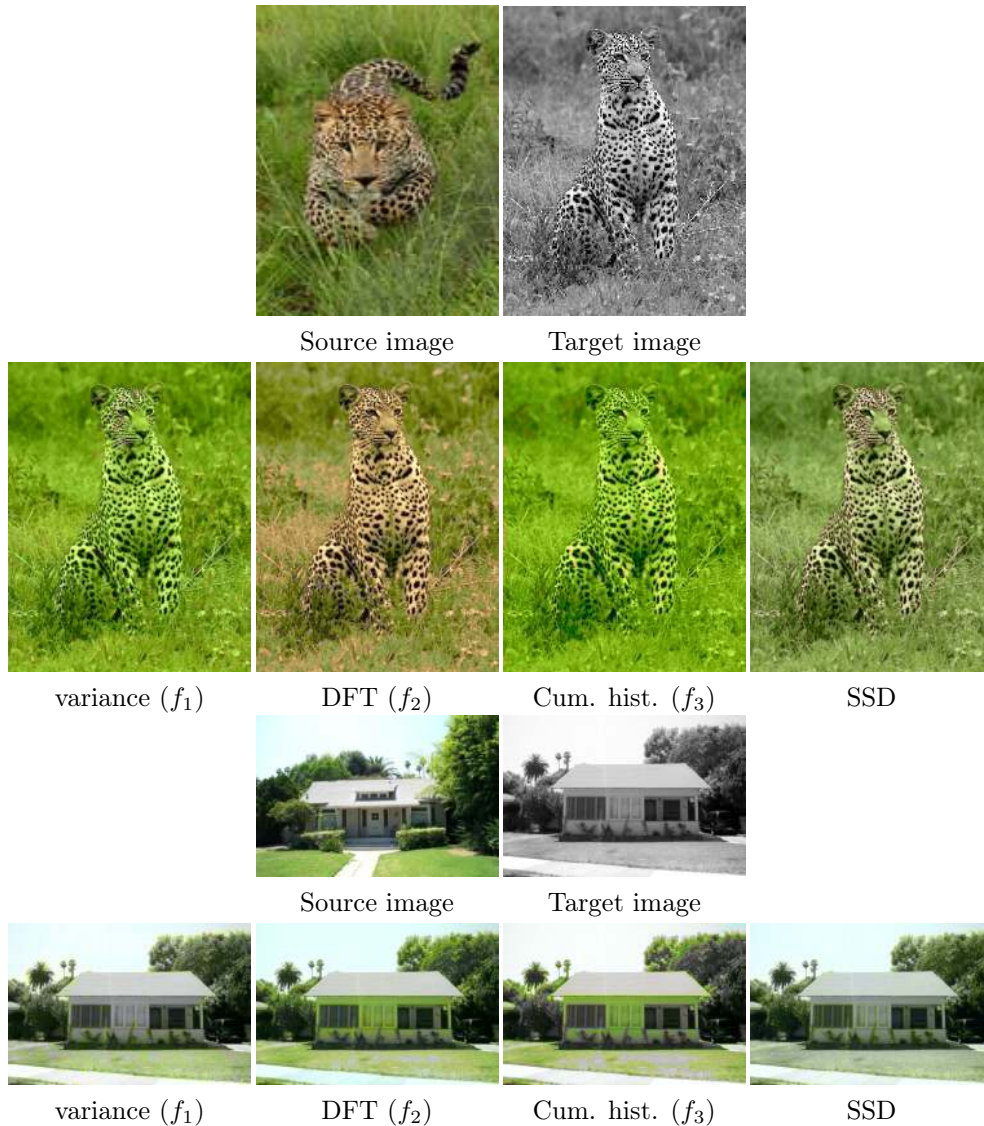 Source image Target image
variance (f₁) DFT (f₂) Cum. hist. (f₃) SSD
Source image Target image
variance (f₁) DFT (f₂) Cum. hist. (f₃) SSD